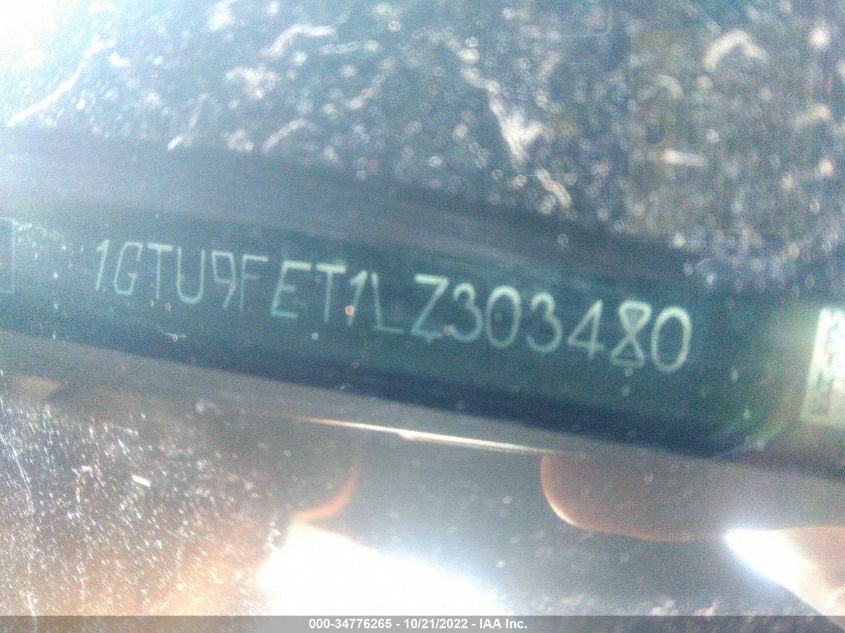 1GTU9FET1LZ303480
000-34776265 - 10/21/2022 - IAA Inc.